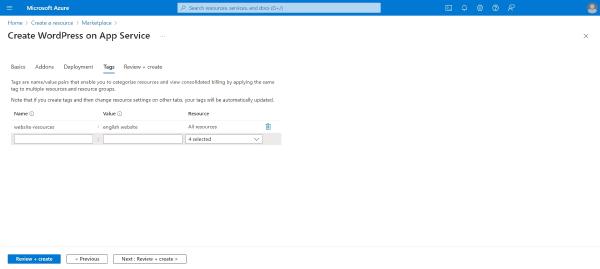 Microsoft Azure
Search resources, services, and docs (G+/)
Home > Create a resource > Marketplace >
Create WordPress on App Service ...
Basics Addons Deployment Tags Review + create
Tags are name/value pairs that enable you to categorize resources and view consolidated billing by applying the same
tag to multiple resources and resource groups.
Note that if you create tags and then change resource settings on other tabs, your tags will be automatically updated.
Name Value Resource
website-resources : english website All resources
: 4 selected
Review + create < Previous Next : Review + create >